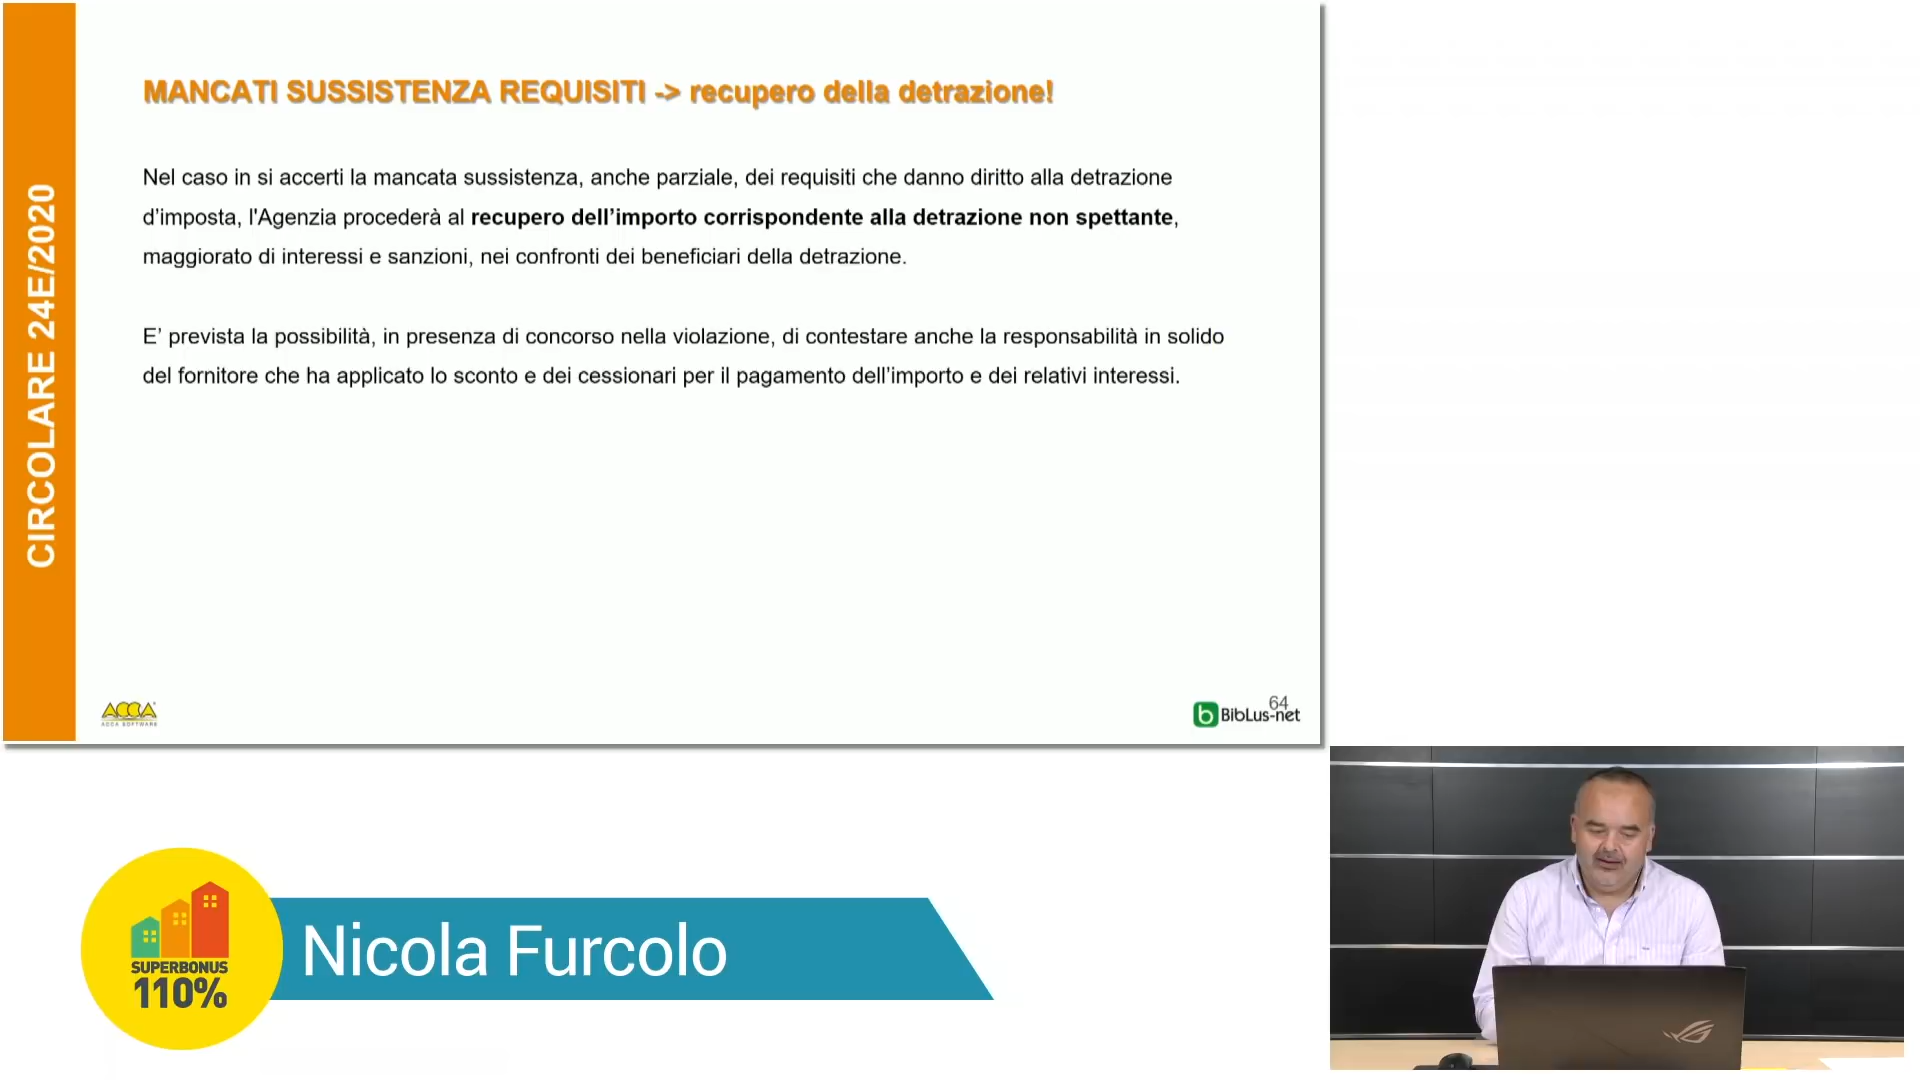 CIRCOLARE 24E/2020
MANCATI SUSSISTENZA REQUISITI -> recupero della detrazione!
Nel caso in si accerti la mancata sussistenza, anche parziale, dei requisiti che danno diritto alla detrazione
d’imposta, l'Agenzia procederà al recupero dell’importo corrispondente alla detrazione non spettante,
maggiorato di interessi e sanzioni, nei confronti dei beneficiari della detrazione.
E’ prevista la possibilità, in presenza di concorso nella violazione, di contestare anche la responsabilità in solido
del fornitore che ha applicato lo sconto e dei cessionari per il pagamento dell’importo e dei relativi interessi.
ACCA
ACCA SOFTWARE
64
BibLus-net
SUPERBONUS
110%
Nicola Furcolo